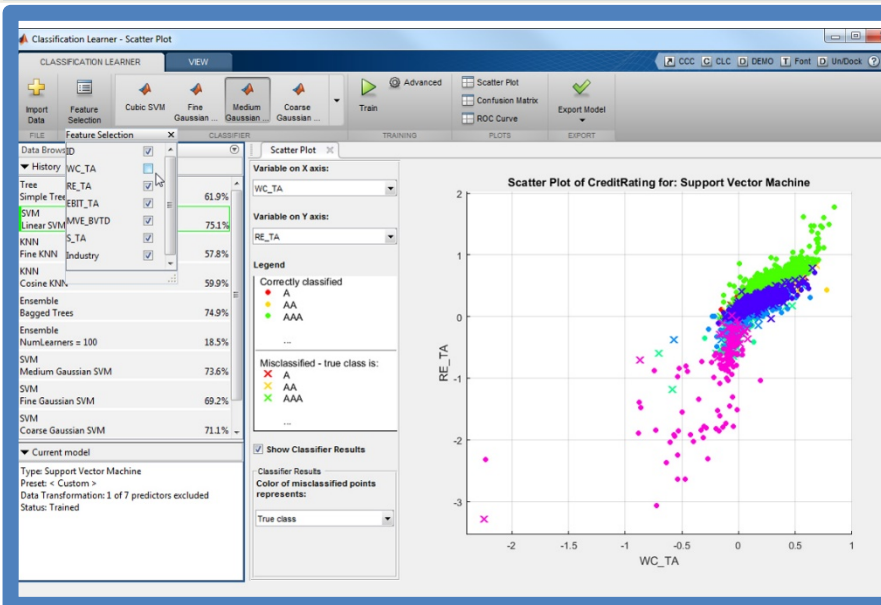 Classification Learner - Scatter Plot
CLASSIFICATION LEARNER
VIEW
CCC
CLC
DEMO
Font
Un/Dock
Import Data
Feature Selection
Cubic SVM
Fine Gaussian ...
Medium Gaussian ...
Coarse Gaussian ...
Train
Advanced
Scatter Plot
Confusion Matrix
ROC Curve
Export Model
FILE
CLASSIFIER
TRAINING
PLOTS
EXPORT
Feature Selection
ID
WC_TA
RE_TA
EBIT_TA
MVE_BVTD
S_TA
Industry
Data Brows
History
Tree
Simple Tree 61.9%
SVM
Linear SVM 75.1%
KNN
Fine KNN 57.8%
KNN
Cosine KNN 59.9%
Ensemble
Bagged Trees 74.9%
Ensemble
NumLearners = 100 18.5%
SVM
Medium Gaussian SVM 73.6%
SVM
Fine Gaussian SVM 69.2%
SVM
Coarse Gaussian SVM 71.1%
Current model
Type: Support Vector Machine
Preset: < Custom >
Data Transformation: 1 of 7 predictors excluded
Status: Trained
Scatter Plot
Variable on X axis:
WC_TA
Variable on Y axis:
RE_TA
Legend
Correctly classified
A
AA
AAA
...
Misclassified - true class is:
A
AA
AAA
...
Show Classifier Results
Classifier Results
Color of misclassified points
represents:
True class
Scatter Plot of CreditRating for: Support Vector Machine
2
1
0
-1
-2
-3
RE_TA
-2 -1.5 -1 -0.5 0 0.5 1
WC_TA